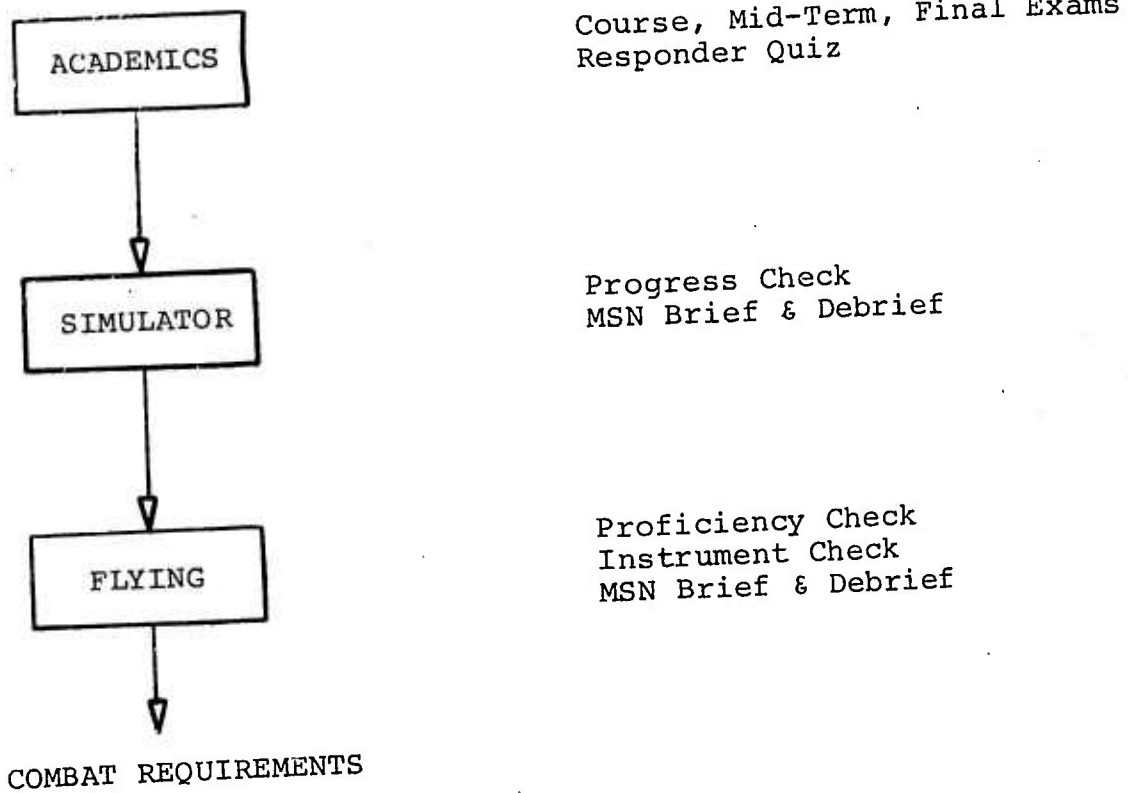 Course, Mid-Term, Final Exams
ACADEMICS
Responder Quiz
Progress Check
SIMULATOR
MSN Brief & Debrief
Proficiency Check
Instrument Check
FLYING
MSN Brief & Debrief
COMBAT REQUIREMENTS